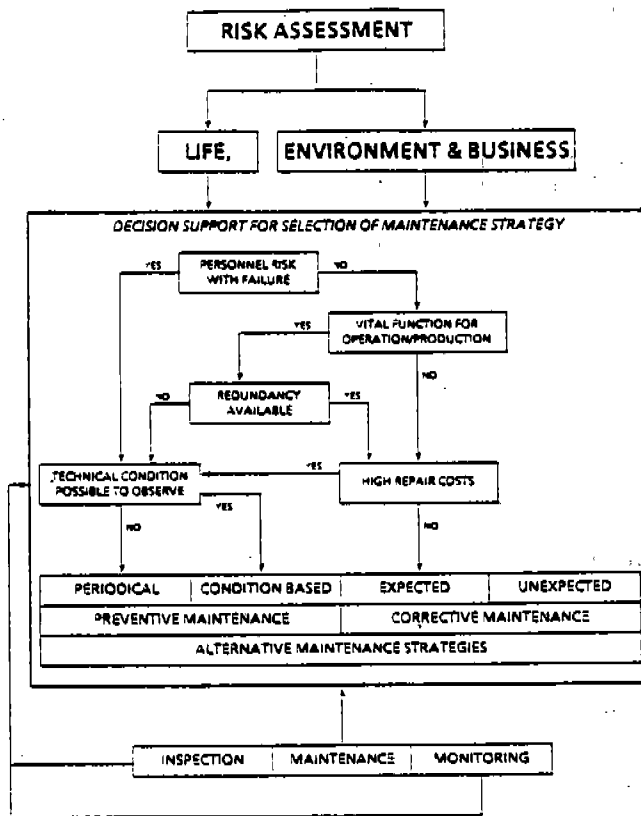 RISK ASSESSMENT
LIFE,
ENVIRONMENT & BUSINESS
DECISION SUPPORT FOR SELECTION OF MAINTENANCE STRATEGY
YES
PERSONNEL RISK
WITH FAILURE
NO
YES
VITAL FUNCTION FOR
OPERATION/PRODUCTION
NO
NO
REDUNDANCY
AVAILABLE
YES
TECHNICAL CONDITION
POSSIBLE TO OBSERVE
YES
HIGH REPAIR COSTS
YES
NO
NO
PERIODICAL
CONDITION BASED
EXPECTED
UNEXPECTED
PREVENTIVE MAINTENANCE
CORRECTIVE MAINTENANCE
ALTERNATIVE MAINTENANCE STRATEGIES
INSPECTION
MAINTENANCE
MONITORING